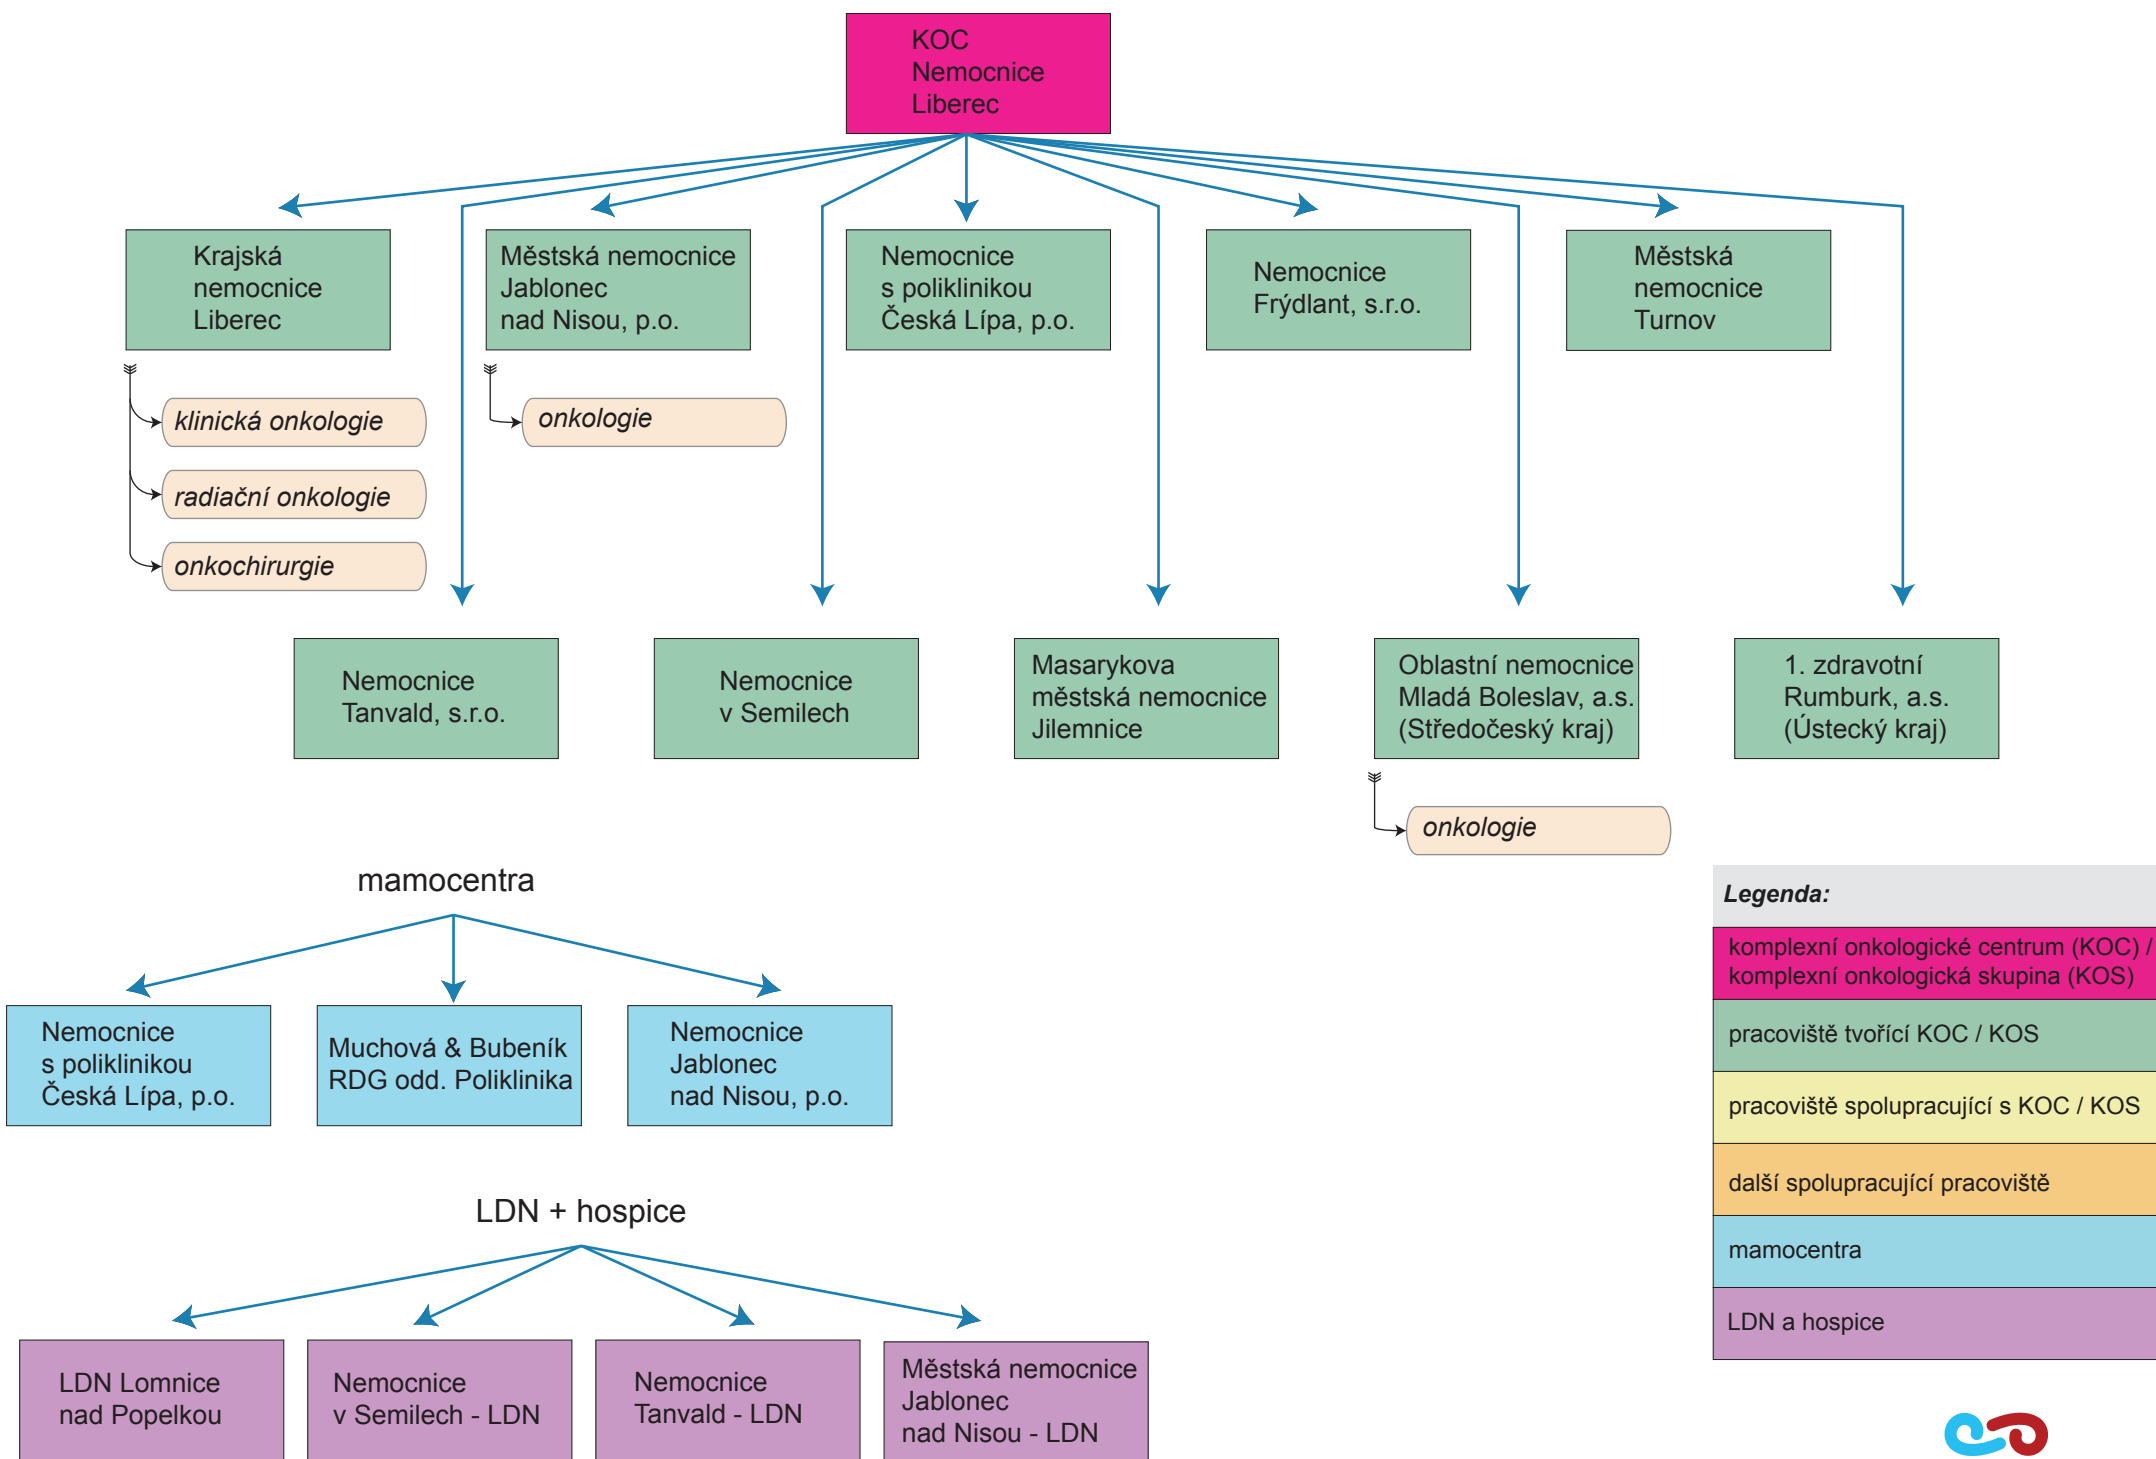 KOC
Nemocnice
Liberec
Krajská
nemocnice
Liberec
Městská nemocnice
Jablonec
nad Nisou, p.o.
Nemocnice
s poliklinikou
Česká Lípa, p.o.
Nemocnice
Frýdlant, s.r.o.
Městská
nemocnice
Turnov
klinická onkologie
radiační onkologie
onkochirurgie
onkologie
Nemocnice
Tanvald, s.r.o.
Nemocnice
v Semilech
Masarykova
městská nemocnice
Jilemnice
Oblastní nemocnice
Mladá Boleslav, a.s.
(Středočeský kraj)
1. zdravotní
Rumburk, a.s.
(Ústecký kraj)
onkologie
mamocentra
Nemocnice
s poliklinikou
Česká Lípa, p.o.
Muchová & Bubeník
RDG odd. Poliklinika
Nemocnice
Jablonec
nad Nisou, p.o.
LDN + hospice
LDN Lomnice
nad Popelkou
Nemocnice
v Semilech - LDN
Nemocnice
Tanvald - LDN
Městská nemocnice
Jablonec
nad Nisou - LDN
Legenda:
komplexní onkologické centrum (KOC) /
komplexní onkologická skupina (KOS)
pracoviště tvořící KOC / KOS
pracoviště spolupracující s KOC / KOS
další spolupracující pracoviště
mamocentra
LDN a hospice